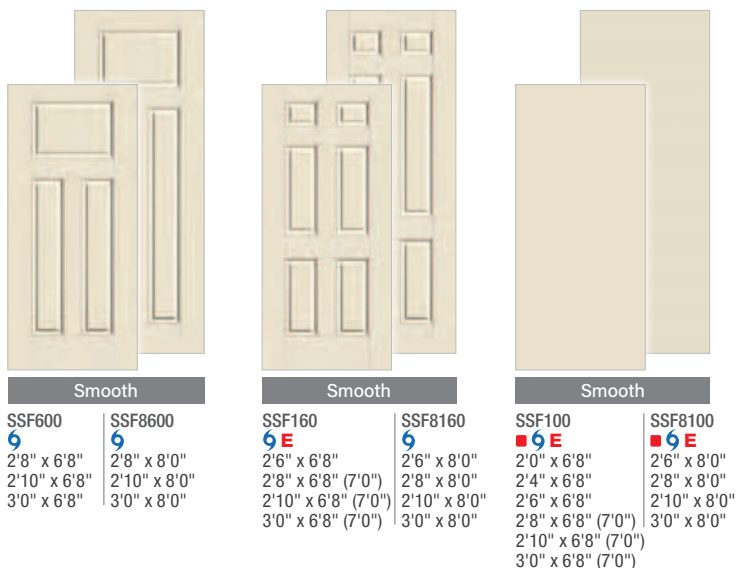 Smooth
SSF600
2'8" x 6'8"
2'10" x 6'8"
3'0" x 6'8"
SSF8600
2'8" x 8'0"
2'10" x 8'0"
3'0" x 8'0"
Smooth
SSF160
E
2'6" x 6'8"
2'8" x 6'8" (7'0")
2'10" x 6'8" (7'0")
3'0" x 6'8" (7'0")
SSF8160
2'6" x 8'0"
2'8" x 8'0"
2'10" x 8'0"
3'0" x 8'0"
Smooth
SSF100
E
2'0" x 6'8"
2'4" x 6'8"
2'6" x 6'8"
2'8" x 6'8" (7'0")
2'10" x 6'8" (7'0")
3'0" x 6'8" (7'0")
SSF8100
E
2'6" x 8'0"
2'8" x 8'0"
2'10" x 8'0"
3'0" x 8'0"